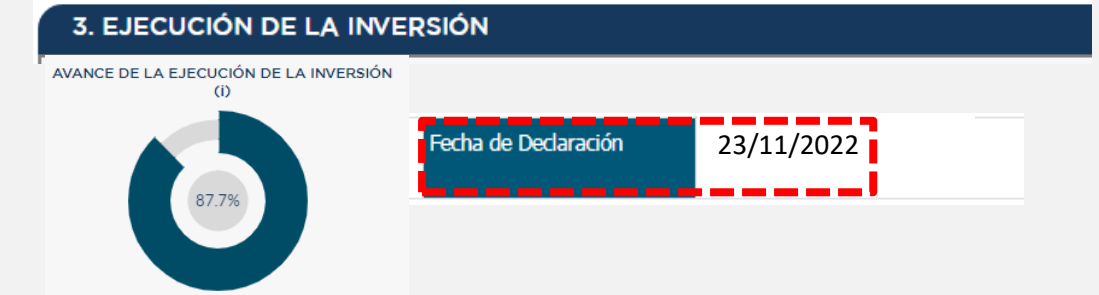 3. EJECUCIÓN DE LA INVERSIÓN
AVANCE DE LA EJECUCIÓN DE LA INVERSIÓN
(i)
87.7%
Fecha de Declaración 23/11/2022